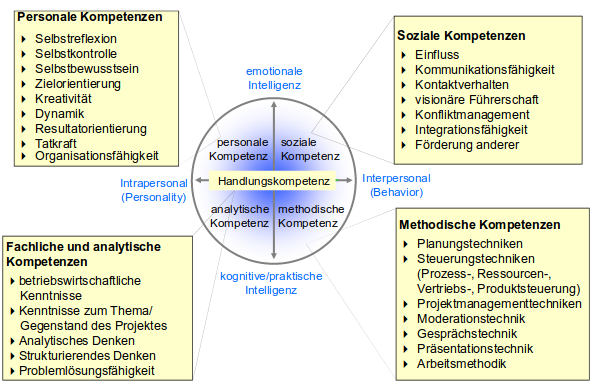 Personale Kompetenzen
Selbstreflexion
Selbstkontrolle
Selbstbewusstsein
Zielorientierung
Kreativität
Dynamik
Resultatorientierung
Tatkraft
Organisationsfähigkeit
Soziale Kompetenzen
Einfluss
Kommunikationsfähigkeit
Kontaktverhalten
visionäre Führerschaft
Konfliktmanagement
Integrationsfähigkeit
Förderung anderer
emotionale
Intelligenz
personale
Kompetenz
soziale
Kompetenz
Intrapersonal
(Personality)
Handlungskompetenz
Interpersonal
(Behavior)
analytische
Kompetenz
methodische
Kompetenz
kognitive/praktische
Intelligenz
Fachliche und analytische
Kompetenzen
betriebswirtschaftliche
Kenntnisse
Kenntnisse zum Thema/
Gegenstand des Projektes
Analytisches Denken
Strukturierendes Denken
Problemlösungsfähigkeit
Methodische Kompetenzen
Planungstechniken
Steuerungstechniken
(Prozess-, Ressourcen-,
Vertriebs-, Produktsteuerung)
Projektmanagementtechniken
Moderationstechnik
Gesprächstechnik
Präsentationstechnik
Arbeitsmethodik